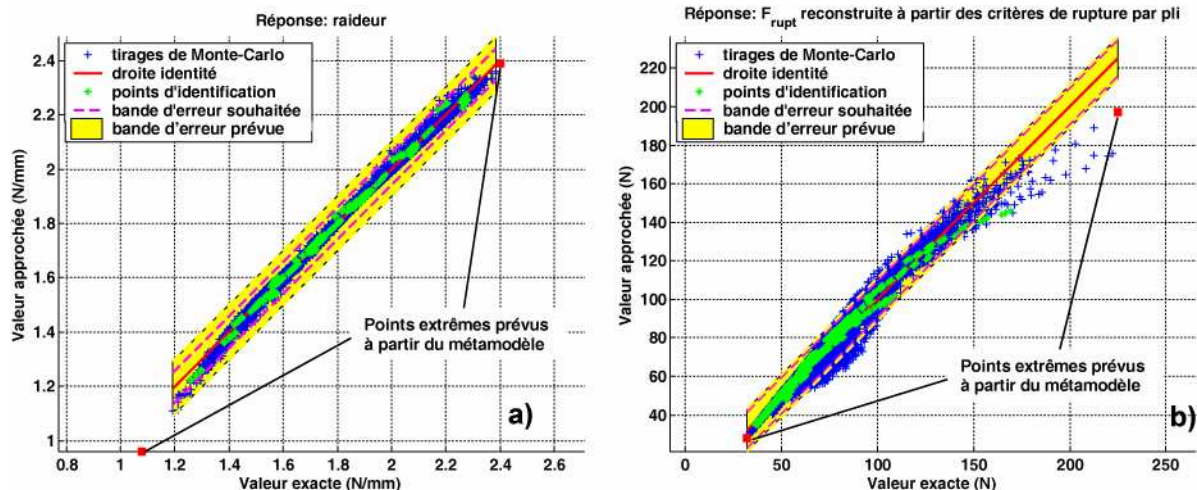 Réponse: raideur
tirages de Monte-Carlo
droite identité
points d'identification
bande d'erreur souhaitée
bande d'erreur prévue
Valeur approchée (N/mm)
2.4
2.2
2
1.8
1.6
1.4
1.2
1
0.8
1
1.2
1.4
1.6
1.8
2
2.2
2.4
2.6
Valeur exacte (N/mm)
Points extrêmes prévus
à partir du métamodèle
a)
Réponse: Frupt reconstruite à partir des critères de rupture par pli
tirages de Monte-Carlo
droite identité
points d'identification
bande d'erreur souhaitée
bande d'erreur prévue
Valeur approchée (N)
220
200
180
160
140
120
100
80
60
40
0
50
100
150
200
250
Valeur exacte (N)
Points extrêmes prévus
à partir du métamodèle
b)